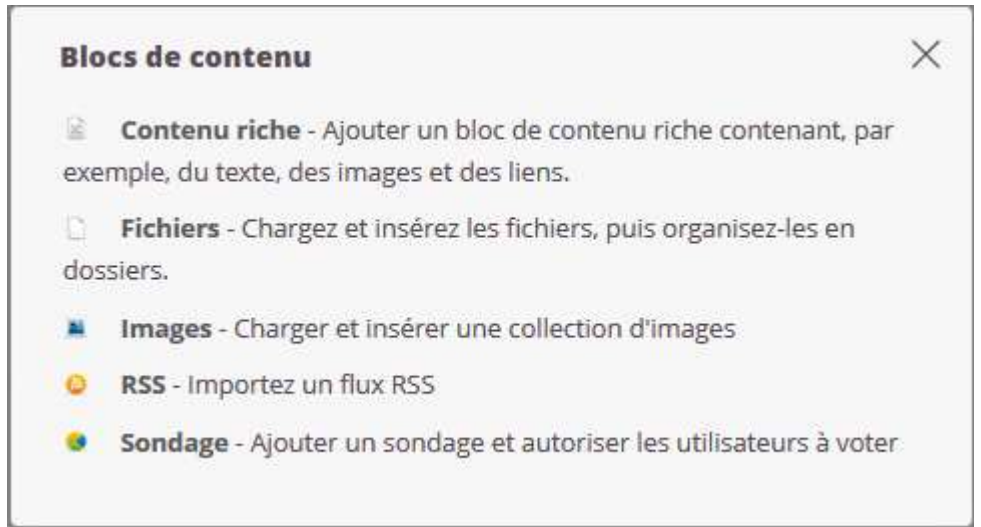 Blocs de contenu
Contenu riche - Ajouter un bloc de contenu riche contenant, par
exemple, du texte, des images et des liens.
Fichiers - Chargez et insérez les fichiers, puis organisez-les en
dossiers.
Images - Charger et insérer une collection d'images
RSS - Importez un flux RSS
Sondage - Ajouter un sondage et autoriser les utilisateurs à voter